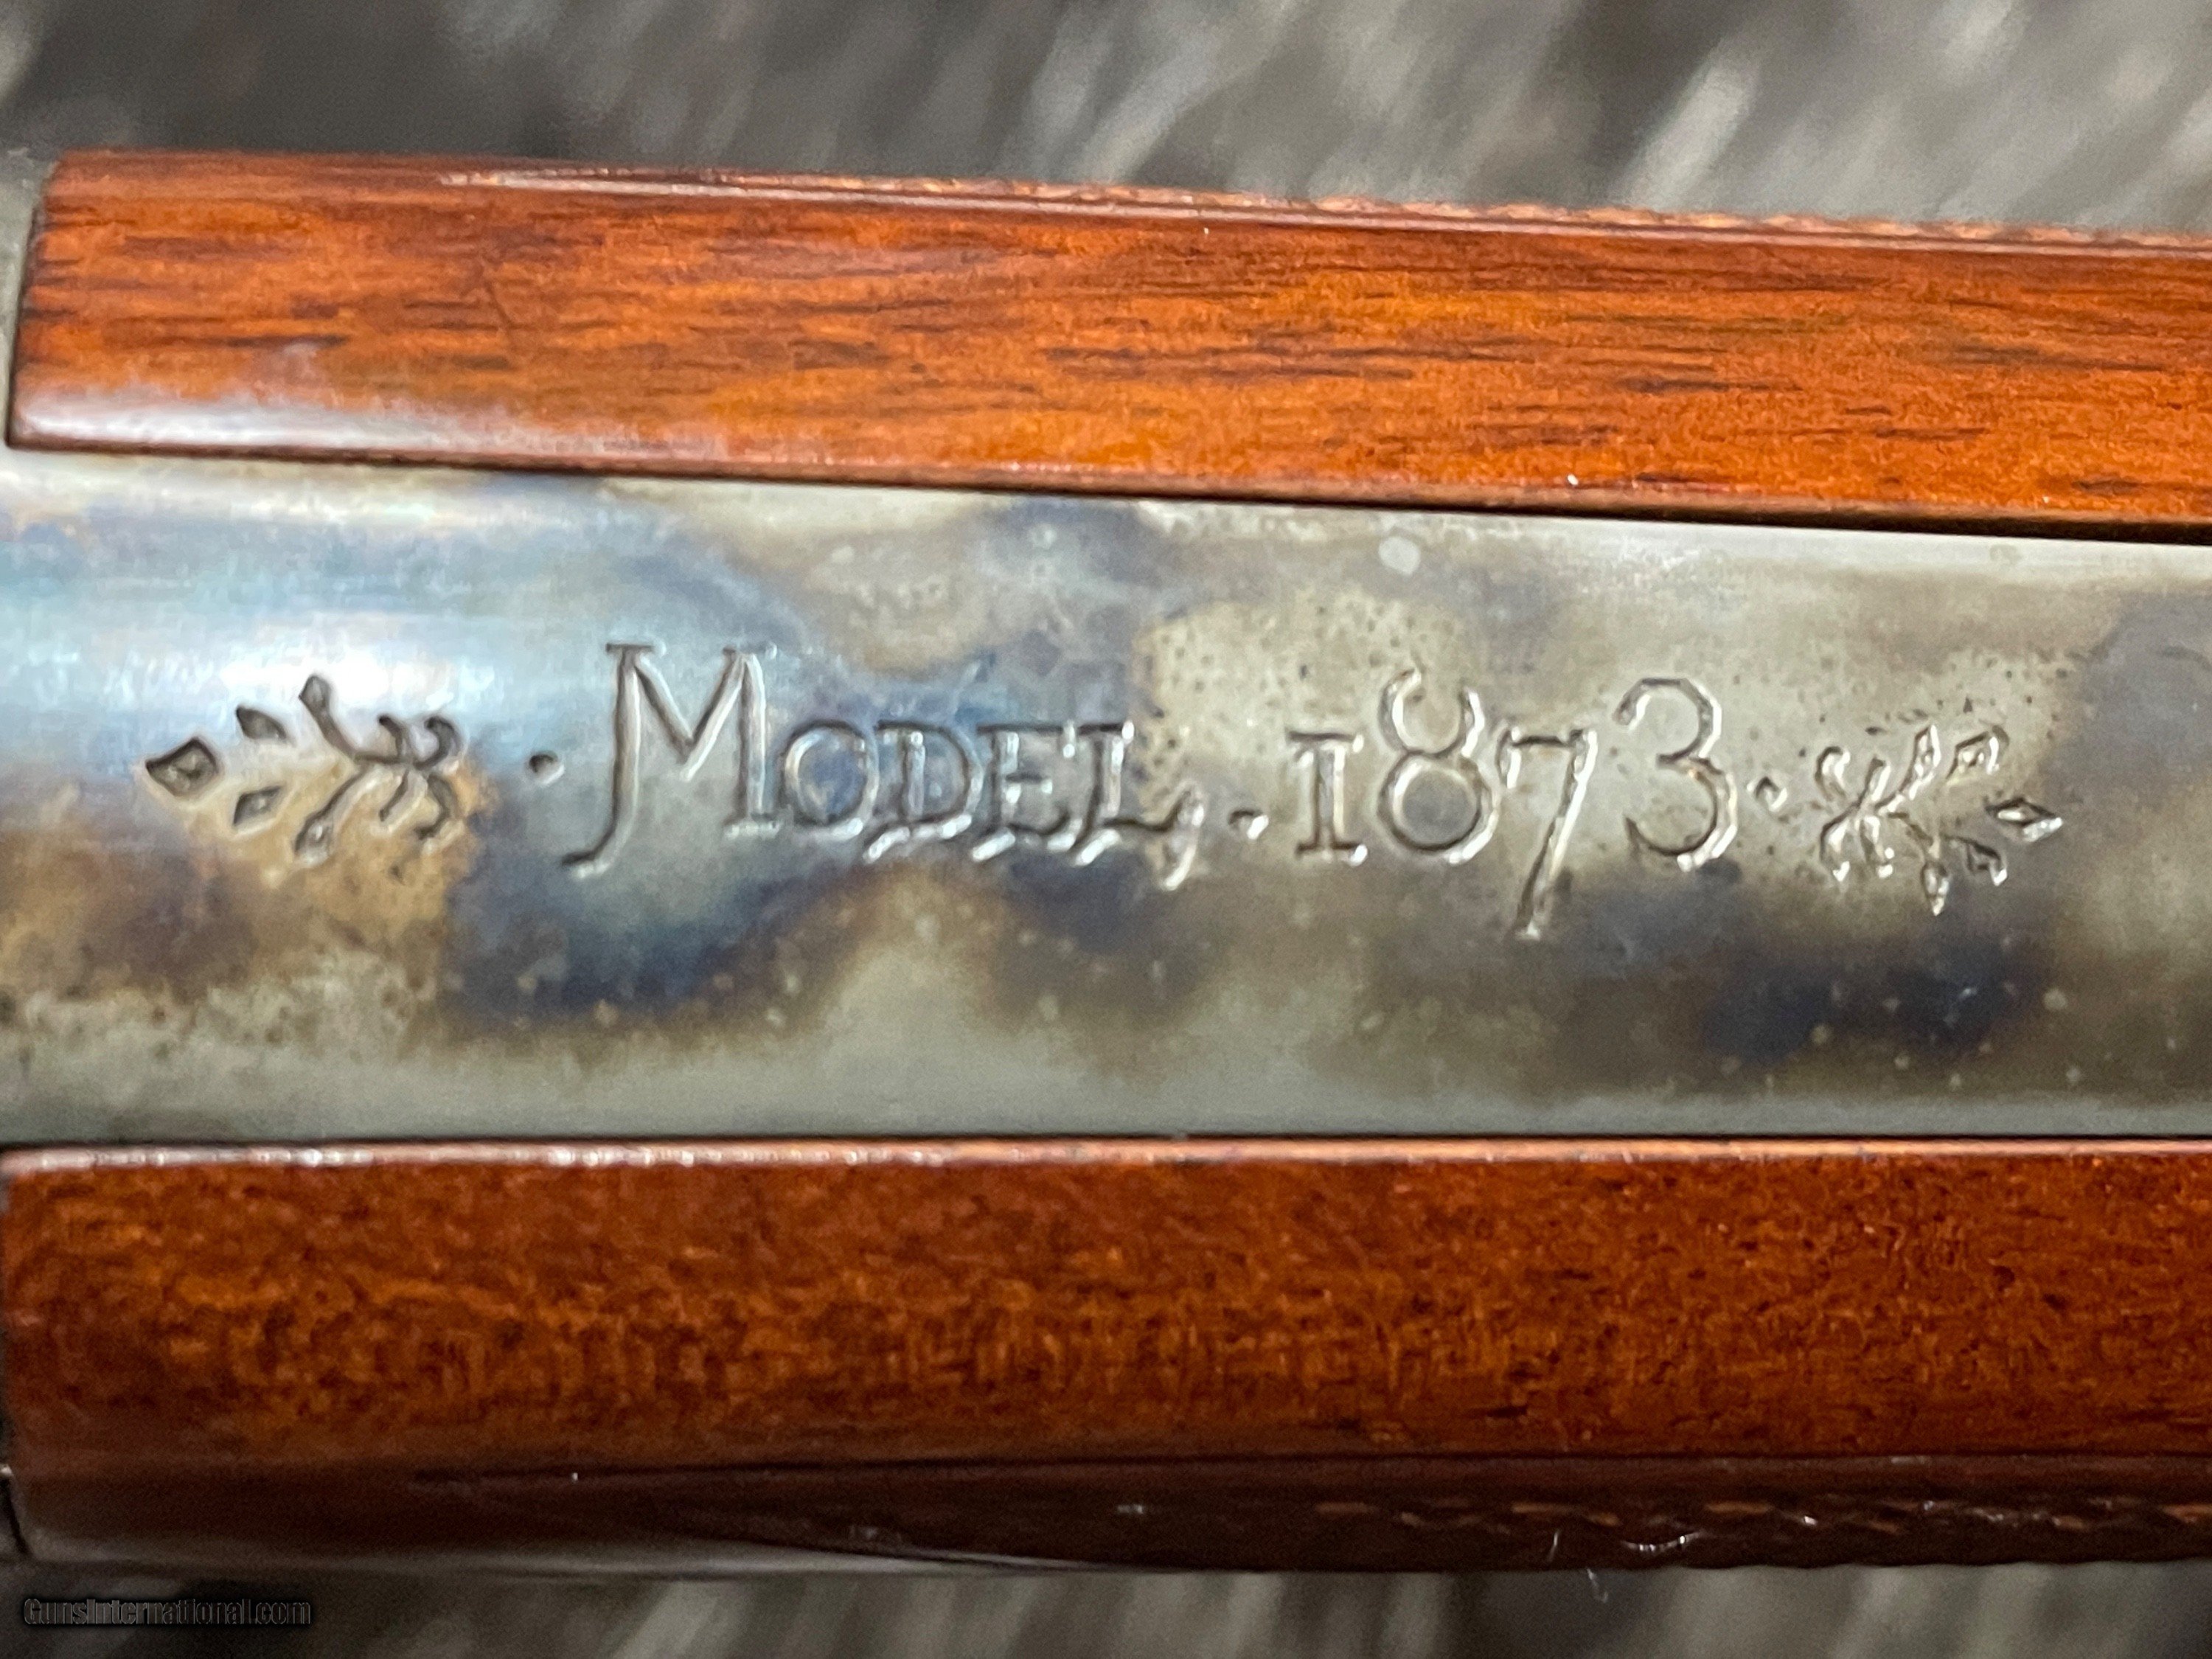 · Model, . 1873 ·
GunsInternational.com